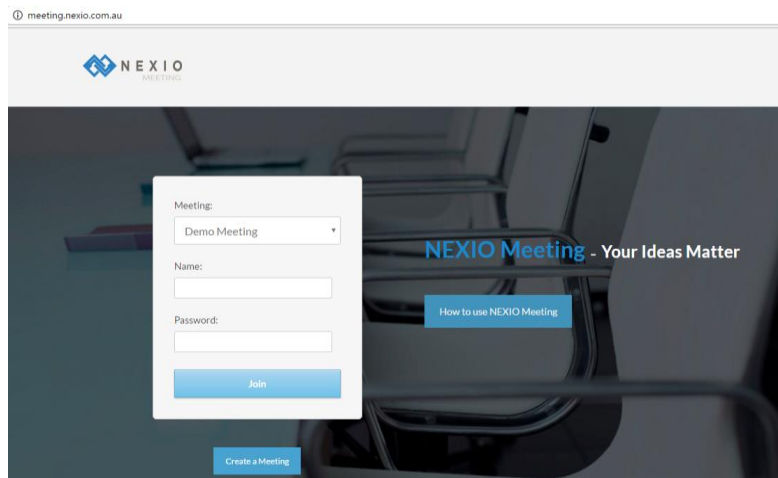 meeting.nexio.com.au
NEXIO
MEETING
Meeting:
Demo Meeting
Name:
Password:
Join
Create a Meeting
NEXIO Meeting - Your Ideas Matter
How to use NEXIO Meeting